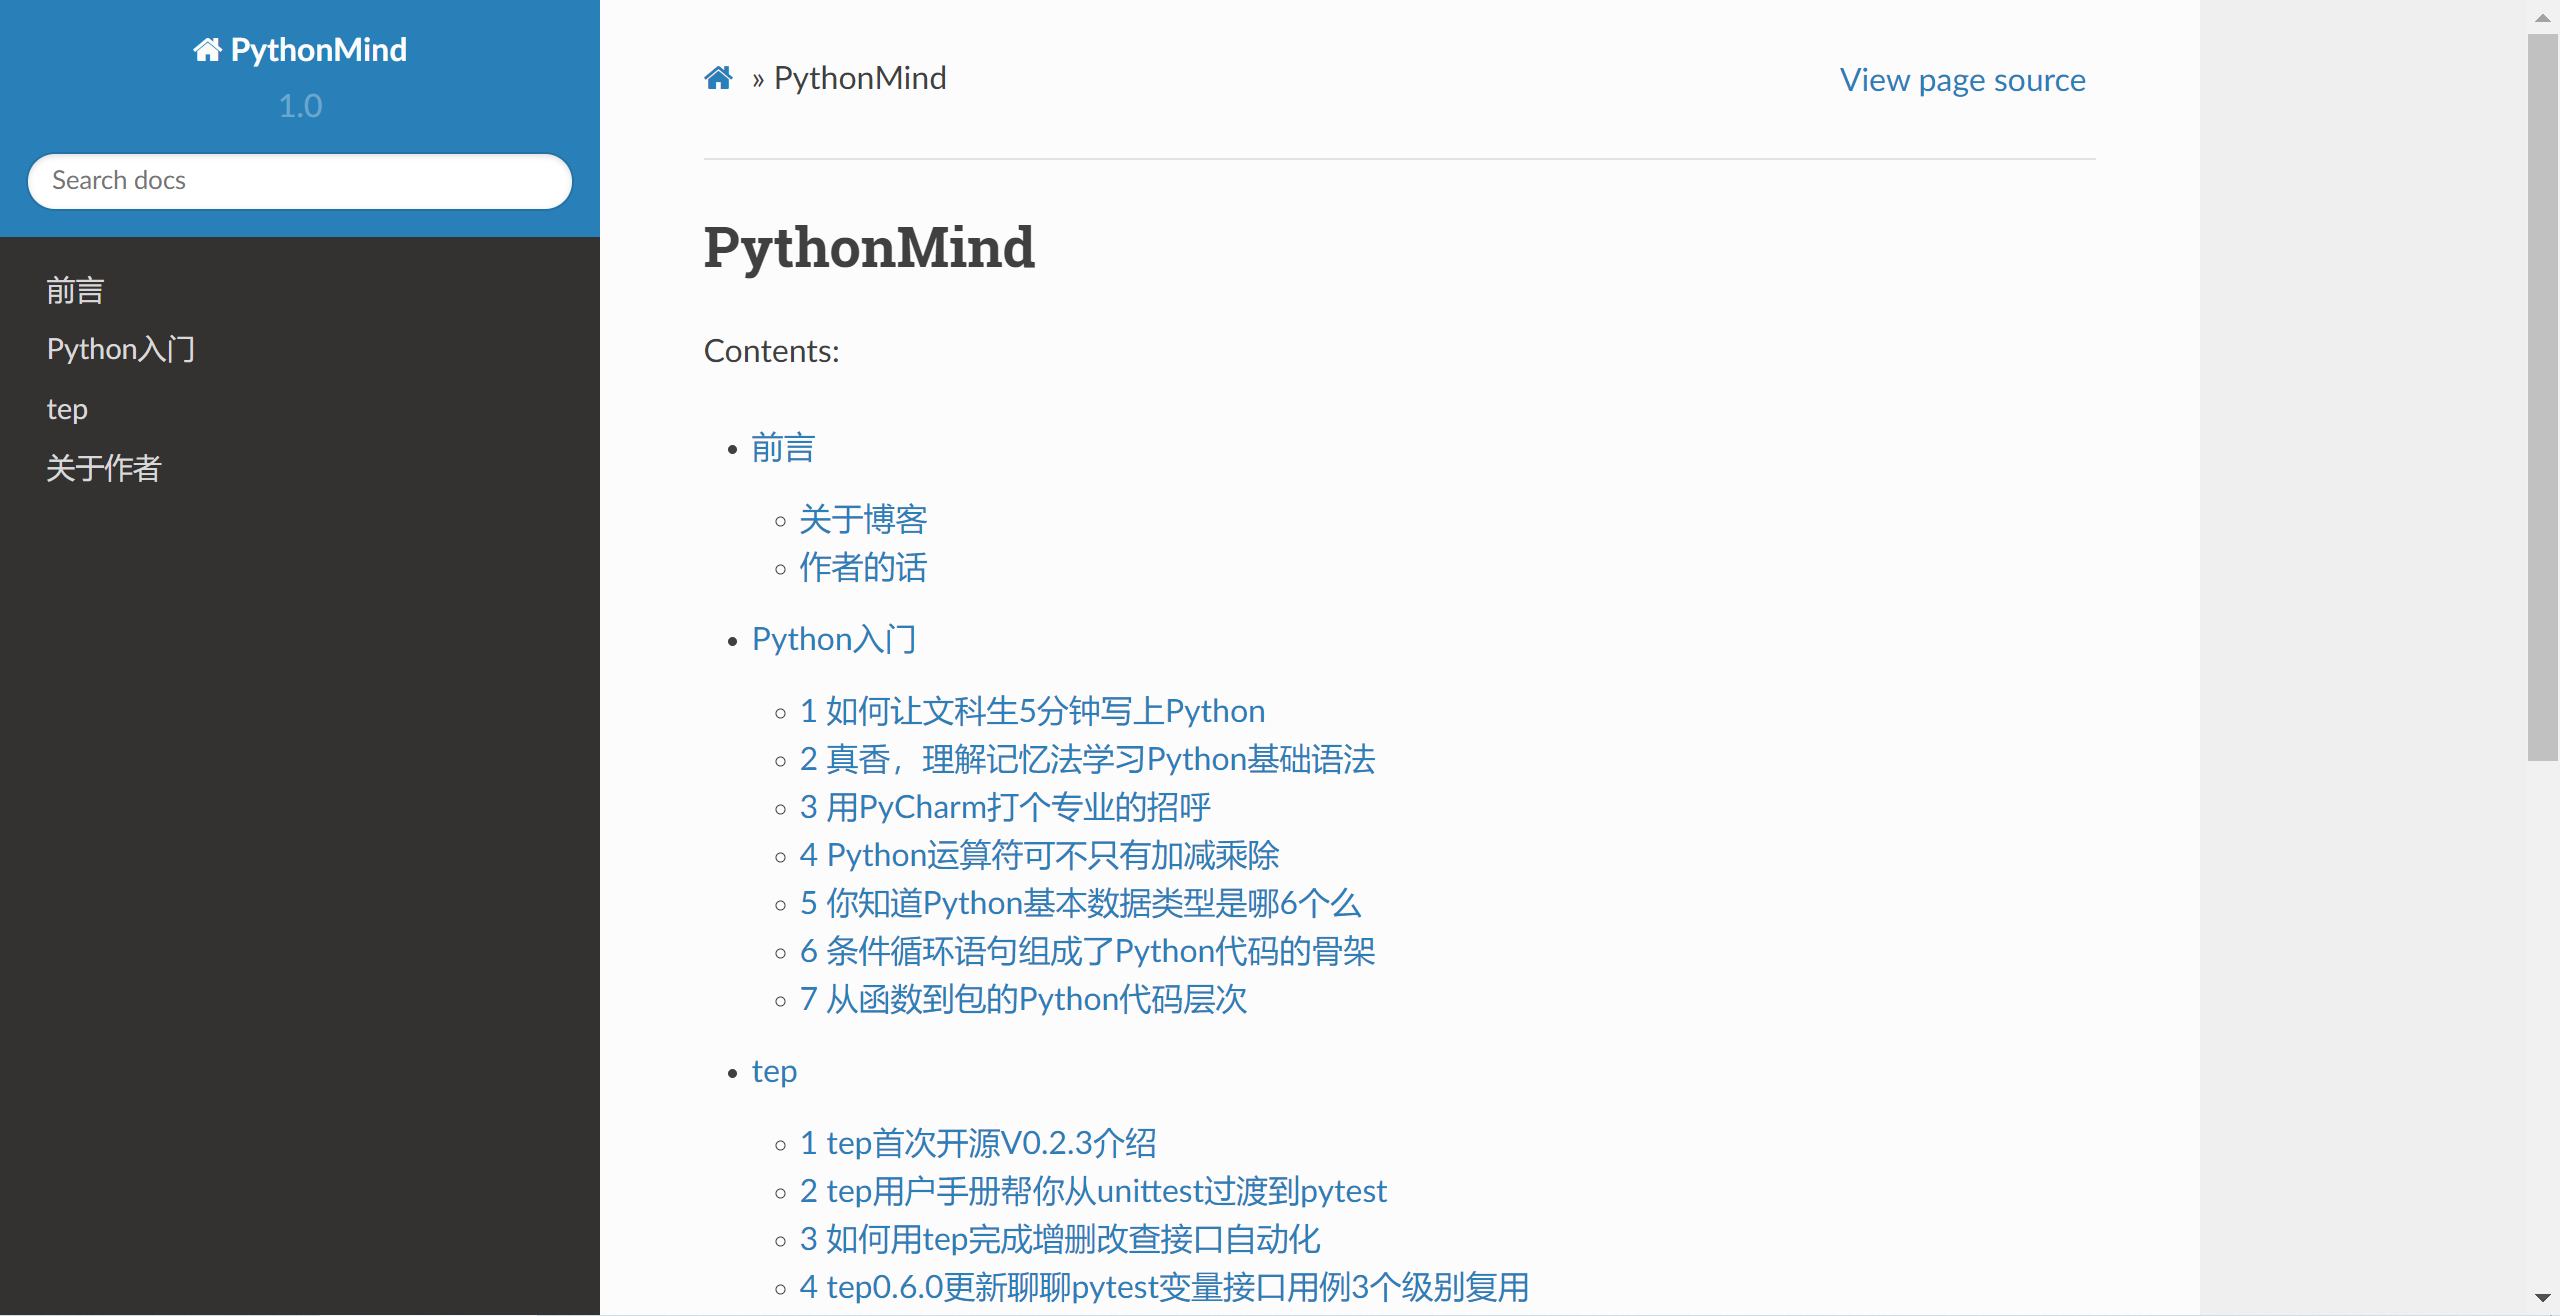 PythonMind
1.0
Search docs
前言
Python入门
tep
关于作者
» PythonMind
View page source
PythonMind
Contents:
前言
关于博客
作者的话
Python入门
1 如何让文科生5分钟写上Python
2 真香，理解记忆法学习Python基础语法
3 用PyCharm打个专业的招呼
4 Python运算符可不只有加减乘除
5 你知道Python基本数据类型是哪6个么
6 条件循环语句组成了Python代码的骨架
7 从函数到包的Python代码层次
tep
1 tep首次开源V0.2.3介绍
2 tep用户手册帮你从unittest过渡到pytest
3 如何用tep完成增删改查接口自动化
4 tep0.6.0更新聊聊pytest变量接口用例3个级别复用